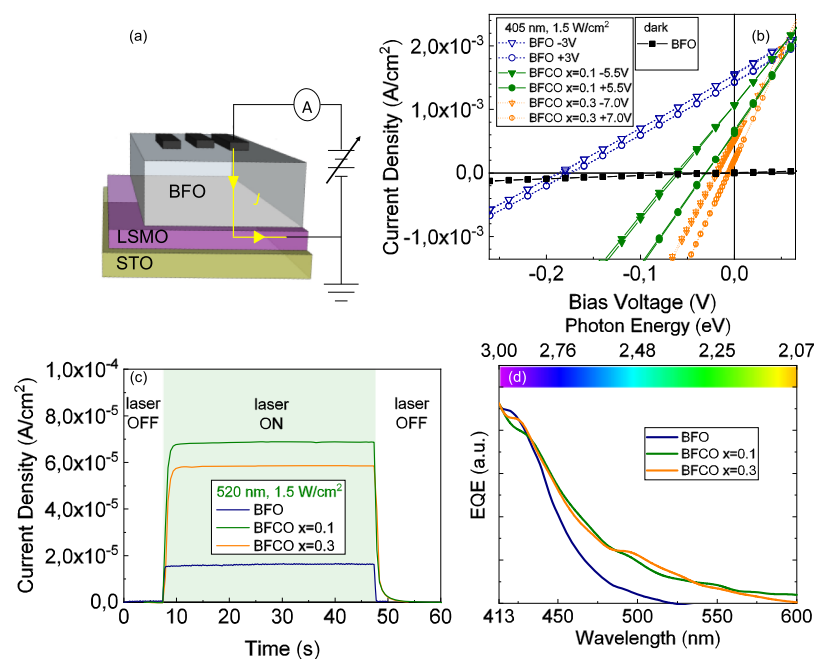 (a)
A
BFO
J
LSMO
STO
(b)
405 nm, 1.5 W/cm²
BFO -3V
BFO +3V
BFCO x=0.1 -5.5V
BFCO x=0.1 +5.5V
BFCO x=0.3 -7.0V
BFCO x=0.3 +7.0V
dark
BFO
Current Density (A/cm²)
2,0x10⁻³
1,0x10⁻³
0,0
-1,0x10⁻³
-0,2
-0,1
0,0
Bias Voltage (V)
(c)
Current Density (A/cm²)
1,0x10⁻⁴
8,0x10⁻⁵
6,0x10⁻⁵
4,0x10⁻⁵
2,0x10⁻⁵
0,0
laser
OFF
laser
ON
laser
OFF
520 nm, 1.5 W/cm²
BFO
BFCO x=0.1
BFCO x=0.3
0
10
20
30
40
50
60
Time (s)
Photon Energy (eV)
3,00
2,76
2,48
2,25
2,07
(d)
BFO
BFCO x=0.1
BFCO x=0.3
EQE (a.u.)
413
450
500
550
600
Wavelength (nm)